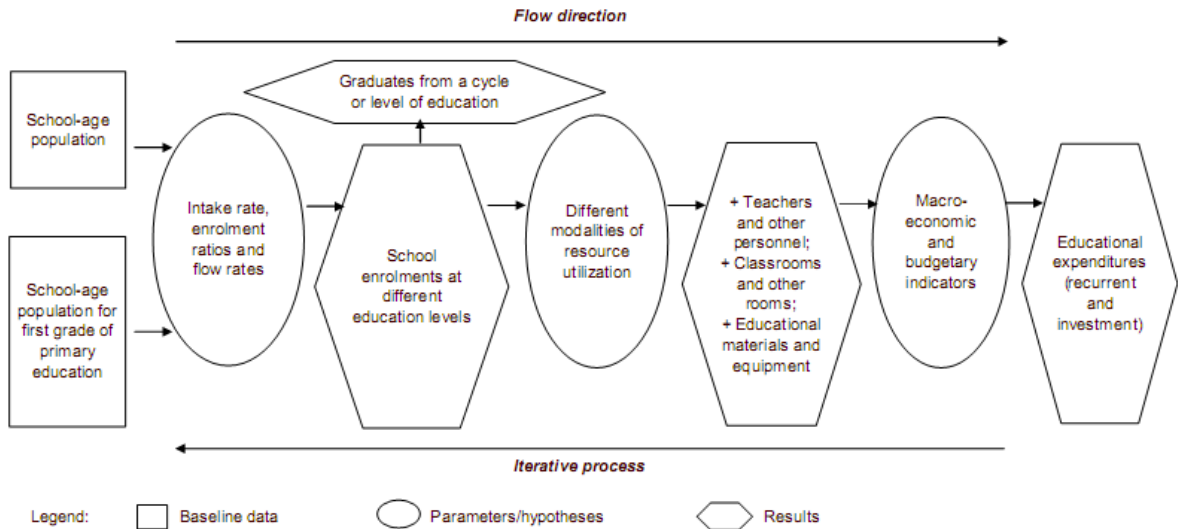 Flow direction
Graduates from a cycle
or level of education
School-age
population
School-age
population for
first grade of
primary
education
Intake rate,
enrolment
ratios and
flow rates
School
enrolments at
different
education levels
Different
modalities of
resource
utilization
+ Teachers
and other
personnel;
+ Classrooms
and other
rooms;
+ Educational
materials and
equipment
Macro-
economic
and
budgetary
indicators
Educational
expenditures
(recurrent
and
investment)
Iterative process
Legend:
Baseline data
Parameters/hypotheses
Results